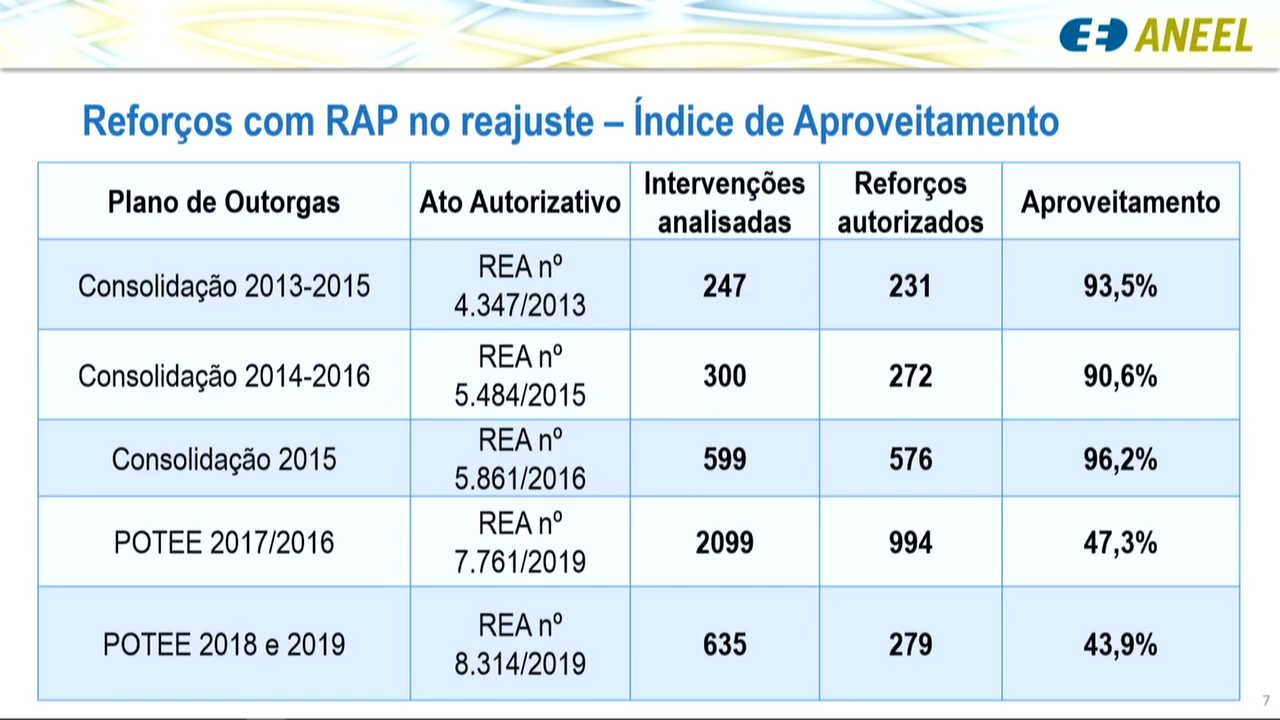 ANEEL
Reforços com RAP no reajuste – Índice de Aproveitamento
Plano de Outorgas
Ato Autorizativo
Intervenções
analisadas
Reforços
autorizados
Aproveitamento
Consolidação 2013-2015
REA nº
4.347/2013
247
231
93,5%
Consolidação 2014-2016
REA nº
5.484/2015
300
272
90,6%
Consolidação 2015
REA nº
5.861/2016
599
576
96,2%
POTEE 2017/2016
REA nº
7.761/2019
2099
994
47,3%
POTEE 2018 e 2019
REA nº
8.314/2019
635
279
43,9%
7